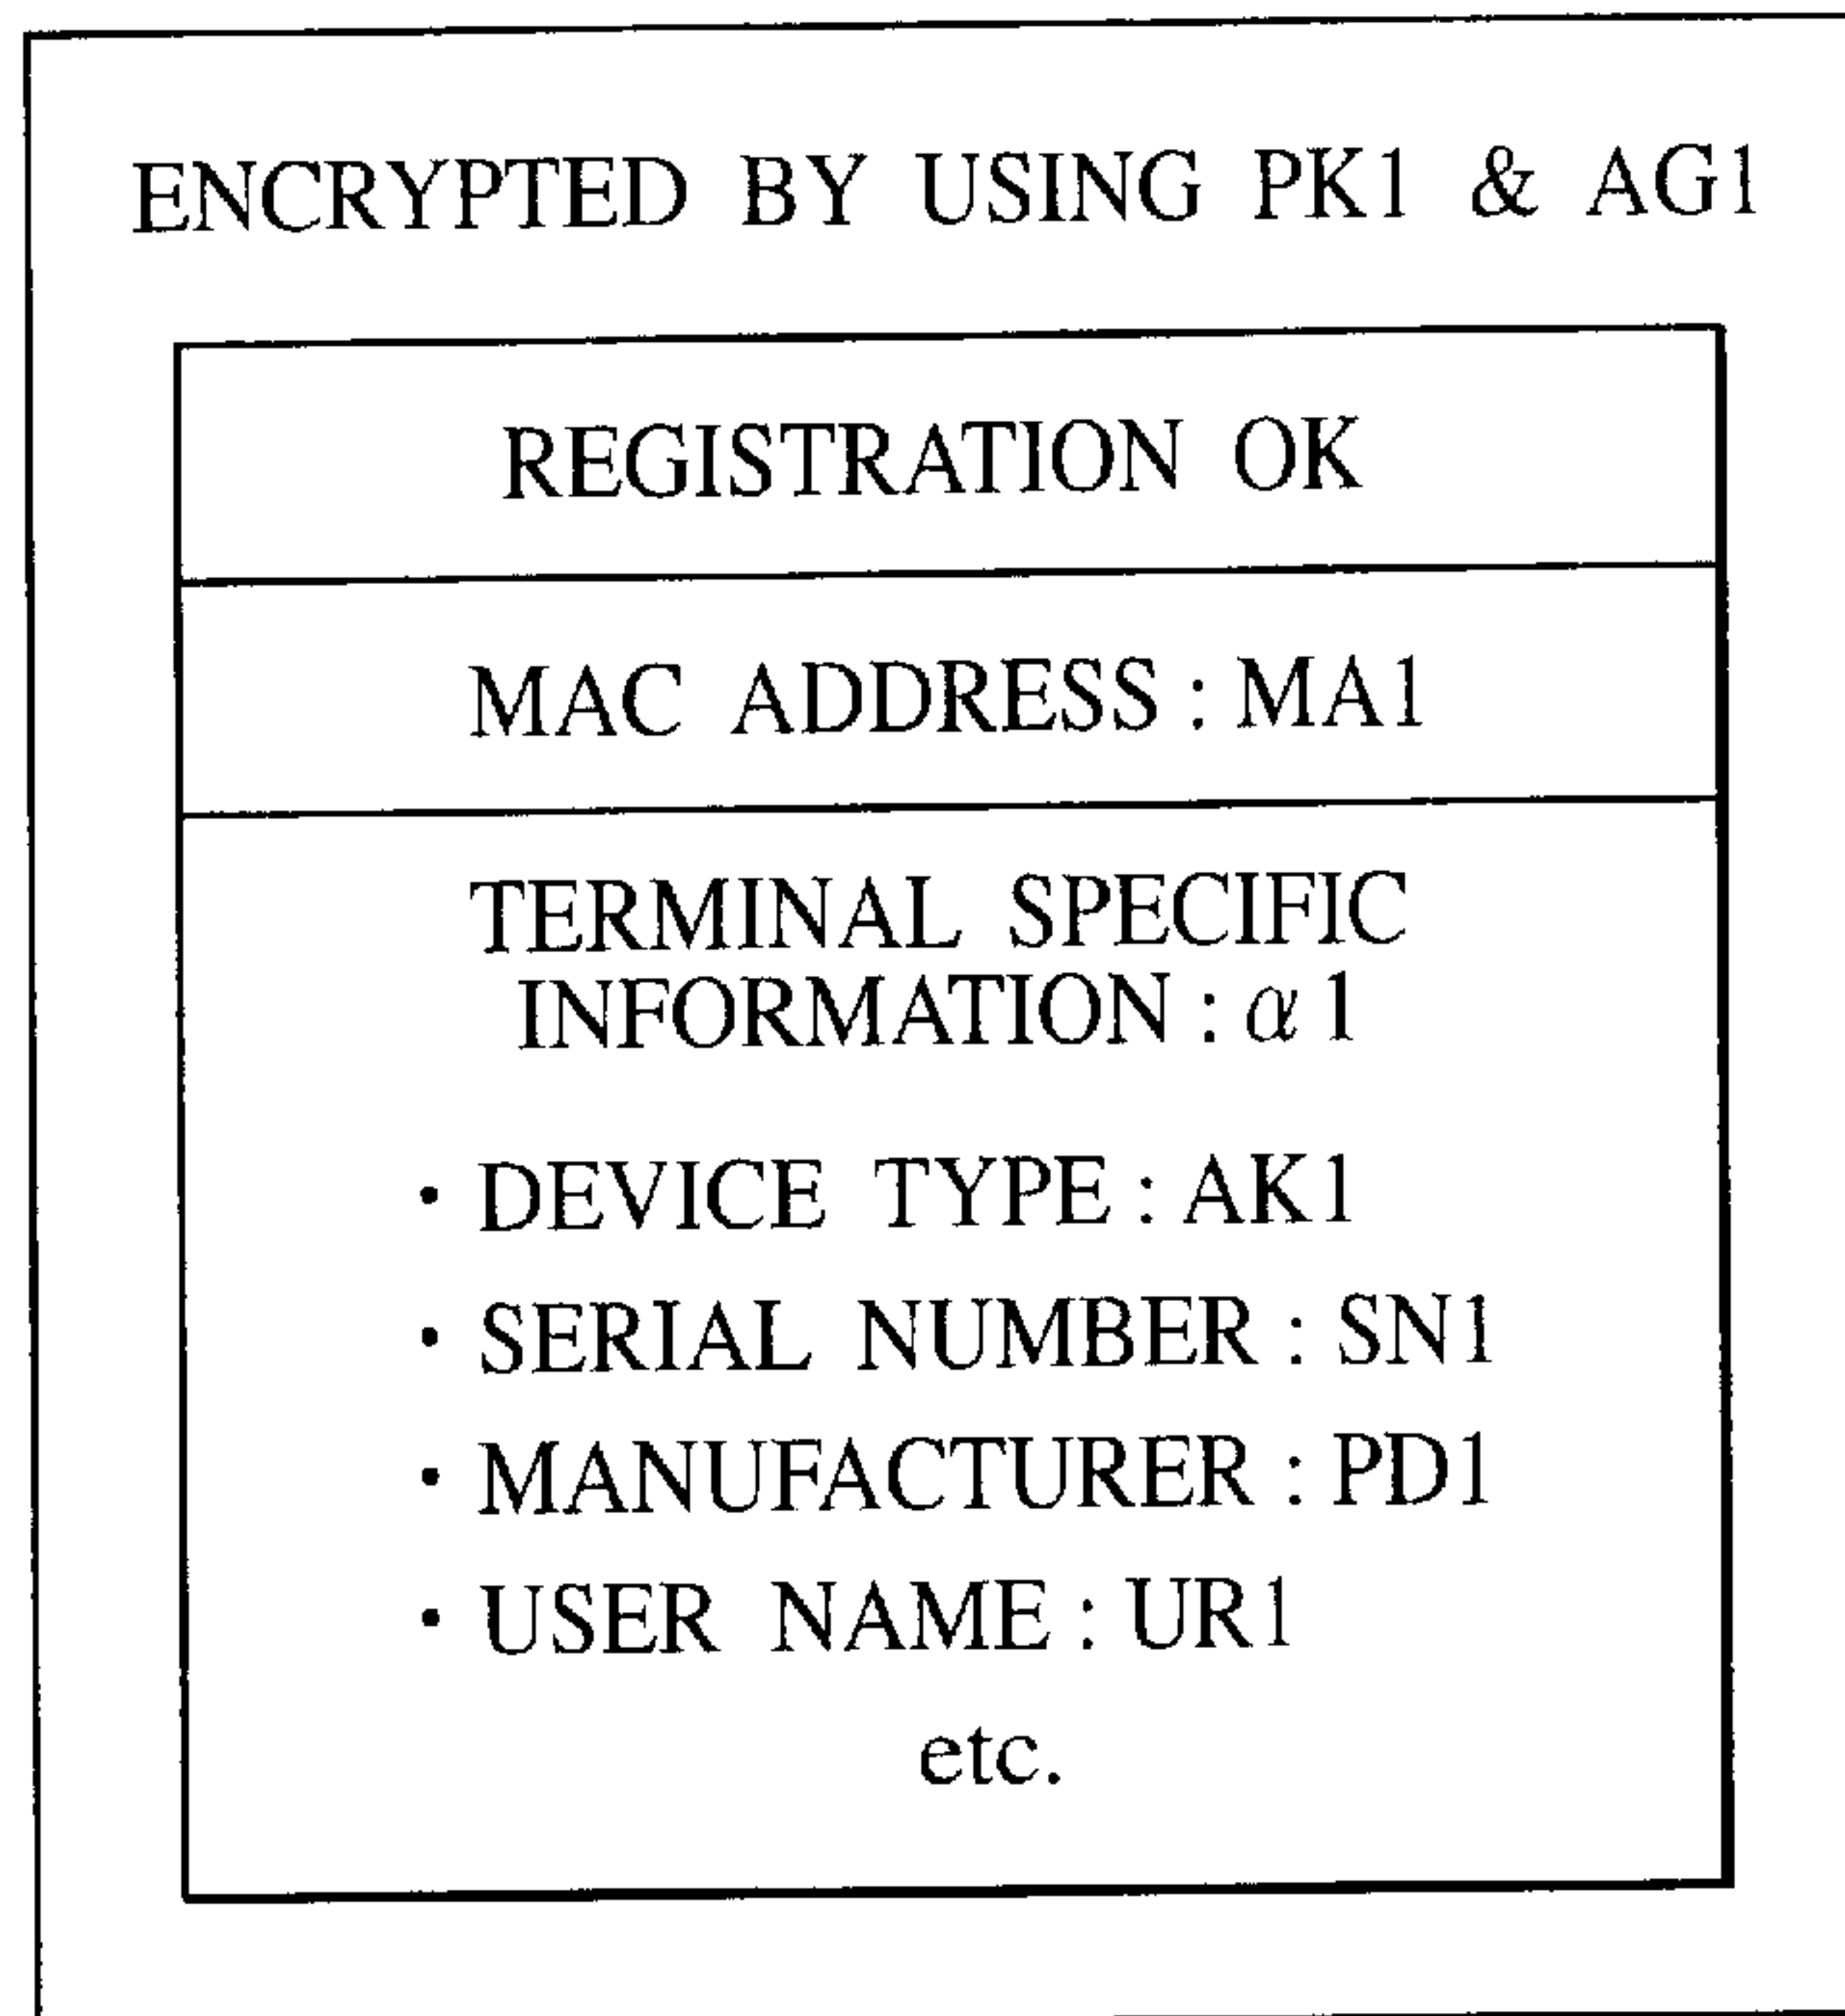 ENCRYPTED BY USING PK1 & AG1
REGISTRATION OK
MAC ADDRESS : MA1
TERMINAL SPECIFIC
INFORMATION : α1
・DEVICE TYPE : AK1
・SERIAL NUMBER : SN1
・MANUFACTURER : PD1
・USER NAME : UR1
etc.